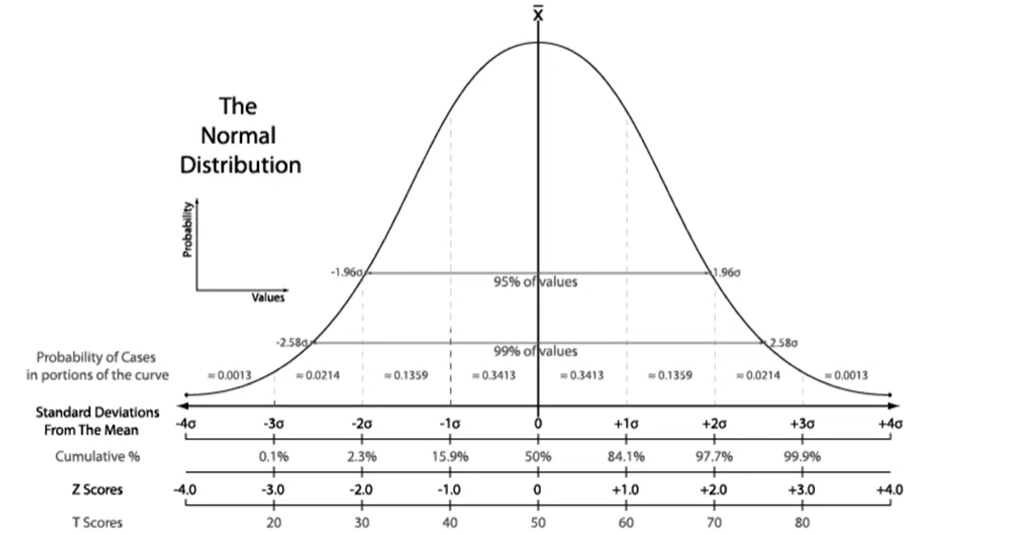 X̄
The
Normal
Distribution
Probability
Values
-1.96σ 1.96σ
95% of values
-2.58σ 2.58σ
99% of values
Probability of Cases
in portions of the curve
≈ 0.0013 ≈ 0.0214 ≈ 0.1359 ≈ 0.3413 ≈ 0.3413 ≈ 0.1359 ≈ 0.0214 ≈ 0.0013
Standard Deviations
From The Mean
-4σ -3σ -2σ -1σ 0 +1σ +2σ +3σ +4σ
Cumulative % 0.1% 2.3% 15.9% 50% 84.1% 97.7% 99.9%
Z Scores -4.0 -3.0 -2.0 -1.0 0 +1.0 +2.0 +3.0 +4.0
T Scores 20 30 40 50 60 70 80